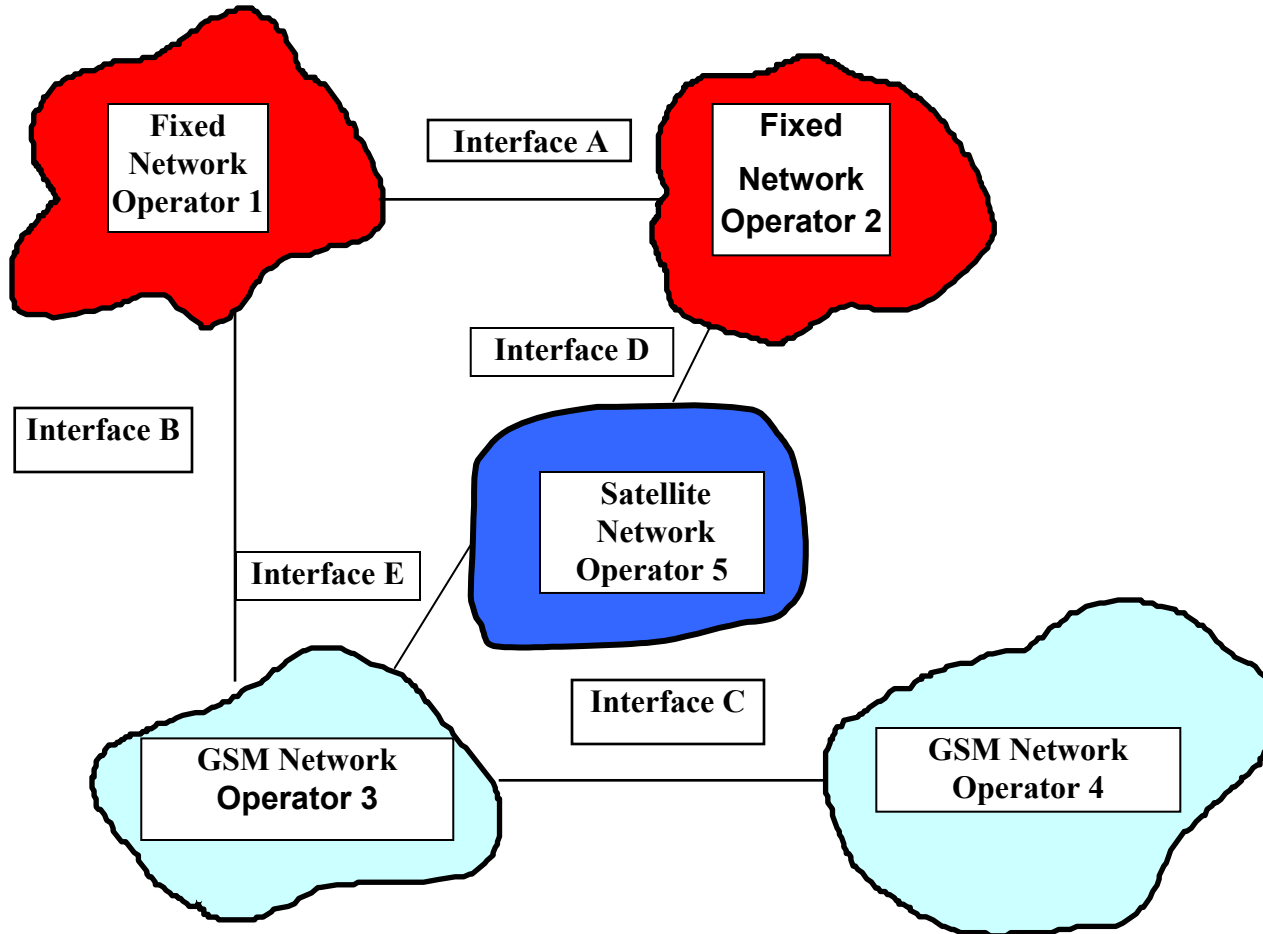 Fixed
Network
Operator 1
Interface A
Fixed
Network
Operator 2
Interface D
Interface B
Satellite
Network
Operator 5
Interface E
Interface C
GSM Network
Operator 3
GSM Network
Operator 4